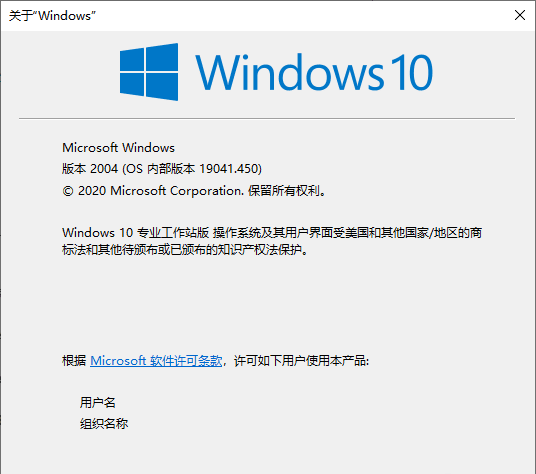 关于“Windows”
Windows 10
Microsoft Windows
版本 2004 (OS 内部版本 19041.450)
© 2020 Microsoft Corporation. 保留所有权利。
Windows 10 专业工作站版 操作系统及其用户界面受美国和其他国家/地区的商
标法和其他待颁布或已颁布的知识产权法保护。
根据 Microsoft 软件许可条款，许可如下用户使用本产品:
用户名
组织名称